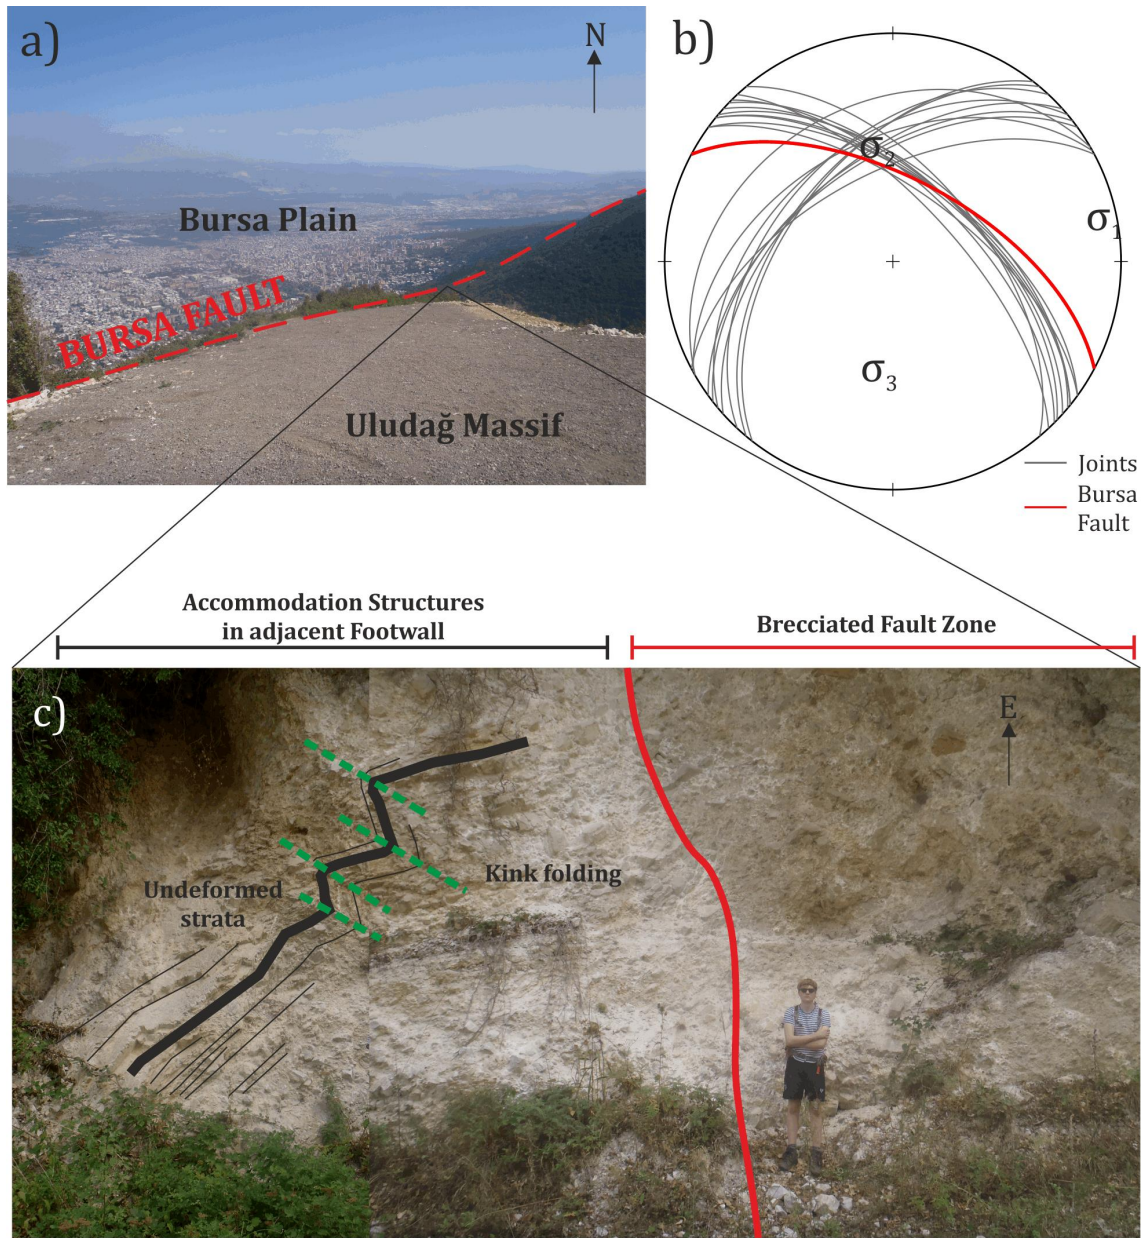 a)
N
Bursa Plain
BURSA FAULT
Uludağ Massif
b)
σ2
σ1
σ3
Joints
Bursa
Fault
Accommodation Structures
in adjacent Footwall
Brecciated Fault Zone
c)
E
Undeformed
strata
Kink folding